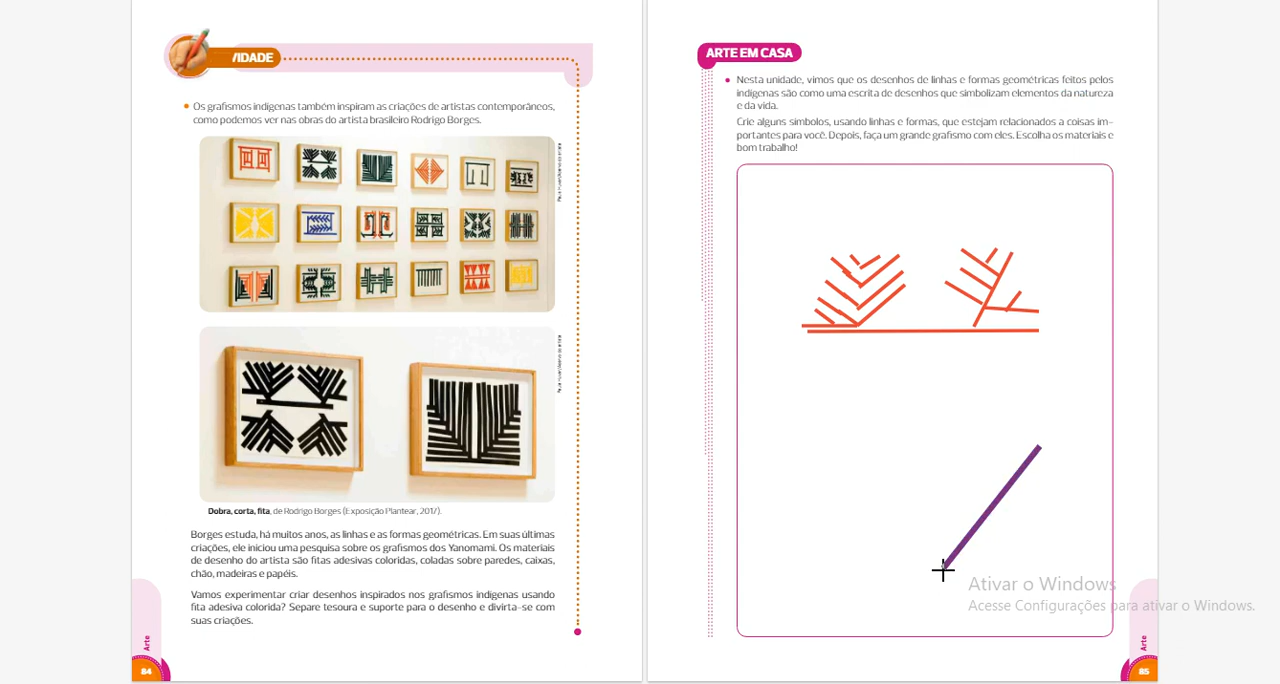 /IDADE
Os grafismos indígenas também inspiram as criações de artistas contemporâneos,
como podemos ver nas obras do artista brasileiro Rodrigo Borges.
Dobra, corta, fita, de Rodrigo Borges (Exposição Plantear, 2017).
Borges estuda, há muitos anos, as linhas e as formas geométricas. Em suas últimas
criações, ele iniciou uma pesquisa sobre os grafismos dos Yanomami. Os materiais
de desenho do artista são fitas adesivas coloridas, coladas sobre paredes, caixas,
chão, madeiras e papéis.
Vamos experimentar criar desenhos inspirados nos grafismos indígenas usando
fita adesiva colorida? Separe tesoura e suporte para o desenho e divirta-se com
suas criações.
Arte
84
ARTE EM CASA
Nesta unidade, vimos que os desenhos de linhas e formas geométricas feitos pelos
indígenas são como uma escrita de desenhos que simbolizam elementos da natureza
e da vida.
Crie alguns símbolos, usando linhas e formas, que estejam relacionados a coisas im-
portantes para você. Depois, faça um grande grafismo com eles. Escolha os materiais e
bom trabalho!
Ativar o Windows
Acesse Configurações para ativar o Windows.
Arte
85